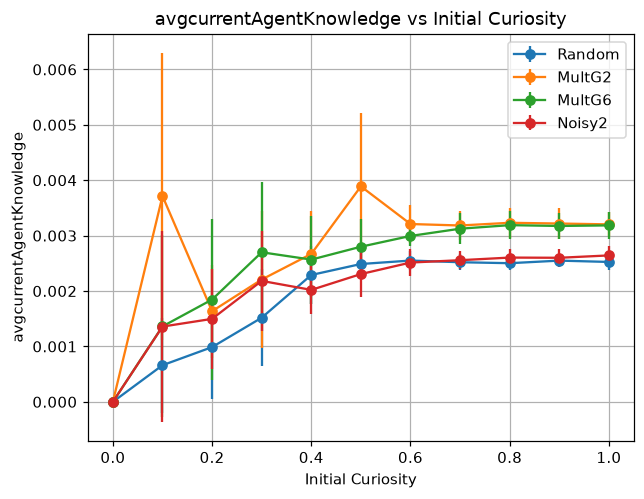 avgcurrentAgentKnowledge vs Initial Curiosity
avgcurrentAgentKnowledge
0.006
0.005
0.004
0.003
0.002
0.001
0.000
Random
MultG2
MultG6
Noisy2
0.0 0.2 0.4 0.6 0.8 1.0
Initial Curiosity